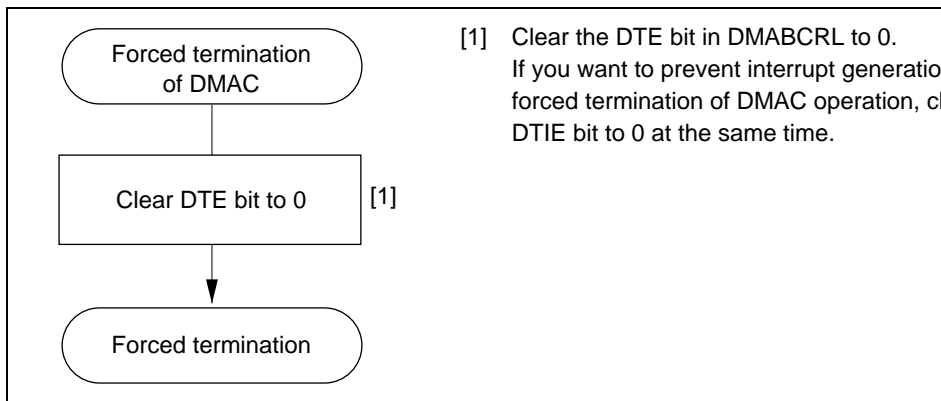 Forced termination
of DMAC
Clear DTE bit to 0
[1]
Forced termination
[1] Clear the DTE bit in DMABCRL to 0.
If you want to prevent interrupt
forced termination of DMAC operation,
DTIE bit to 0 at the same time.